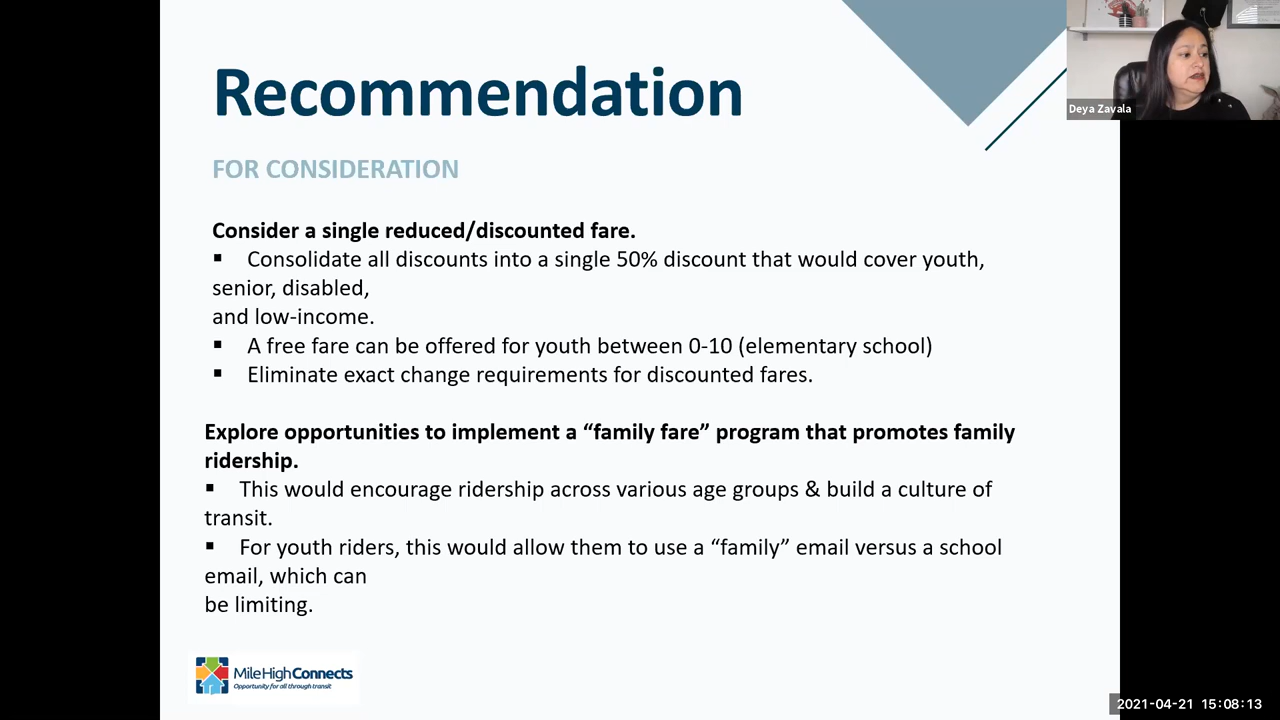 Recommendation
Deya Zavala
FOR CONSIDERATION
Consider a single reduced/discounted fare.
▪ Consolidate all discounts into a single 50% discount that would cover youth,
senior, disabled,
and low-income.
▪ A free fare can be offered for youth between 0-10 (elementary school)
▪ Eliminate exact change requirements for discounted fares.
Explore opportunities to implement a “family fare” program that promotes family
ridership.
▪ This would encourage ridership across various age groups & build a culture of
transit.
▪ For youth riders, this would allow them to use a “family” email versus a school
email, which can
be limiting.
MileHighConnects
Opportunity for all through transit
2021-04-21 15:08:13